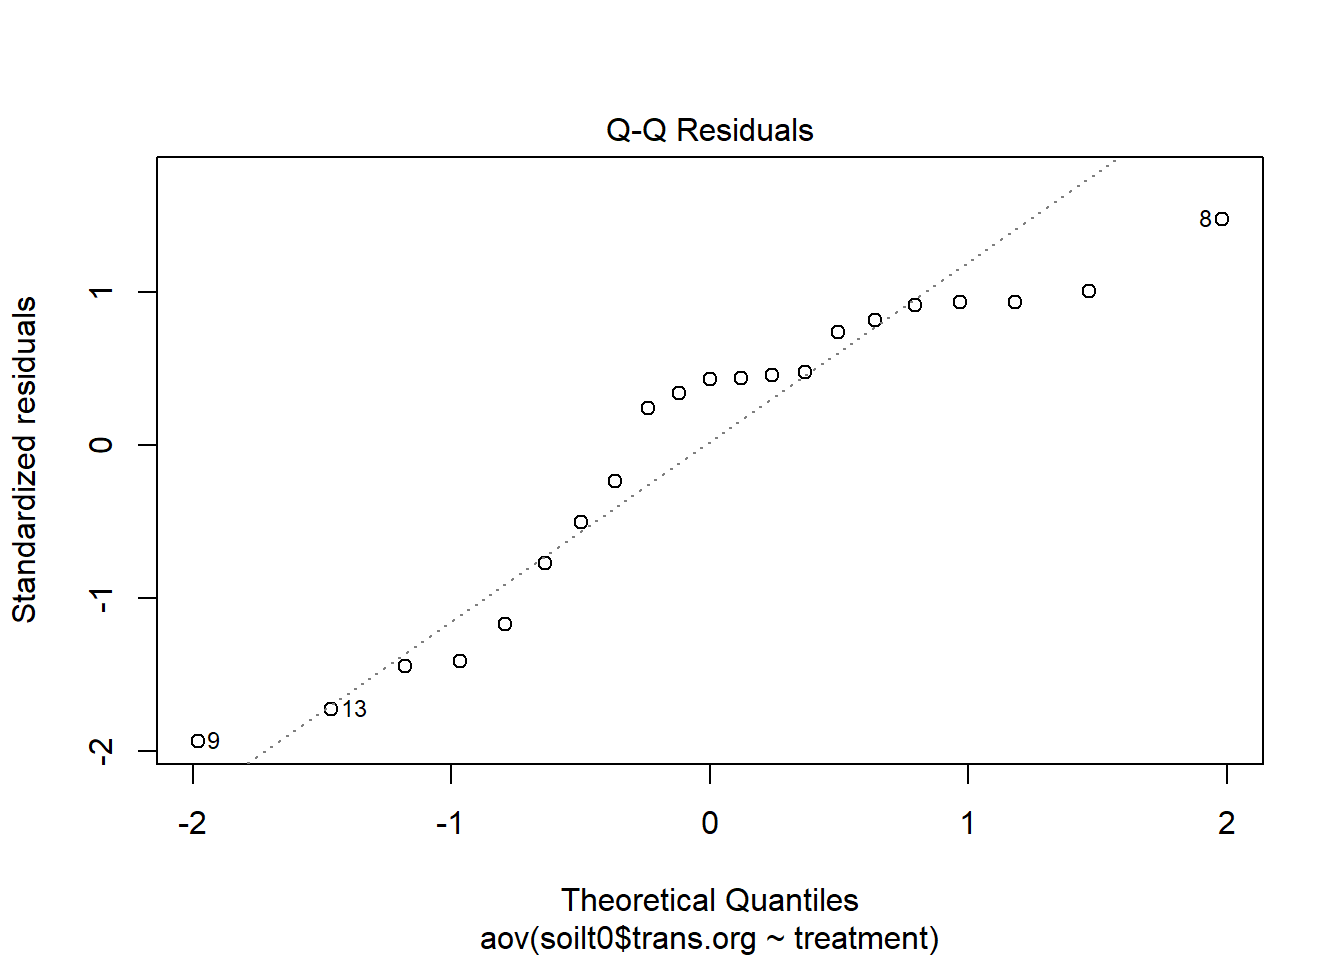 Q-Q Residuals
Standardized residuals
1
0
-1
-2
8
13
9
-2 -1 0 1 2
Theoretical Quantiles
aov(soilt0$trans.org ~ treatment)